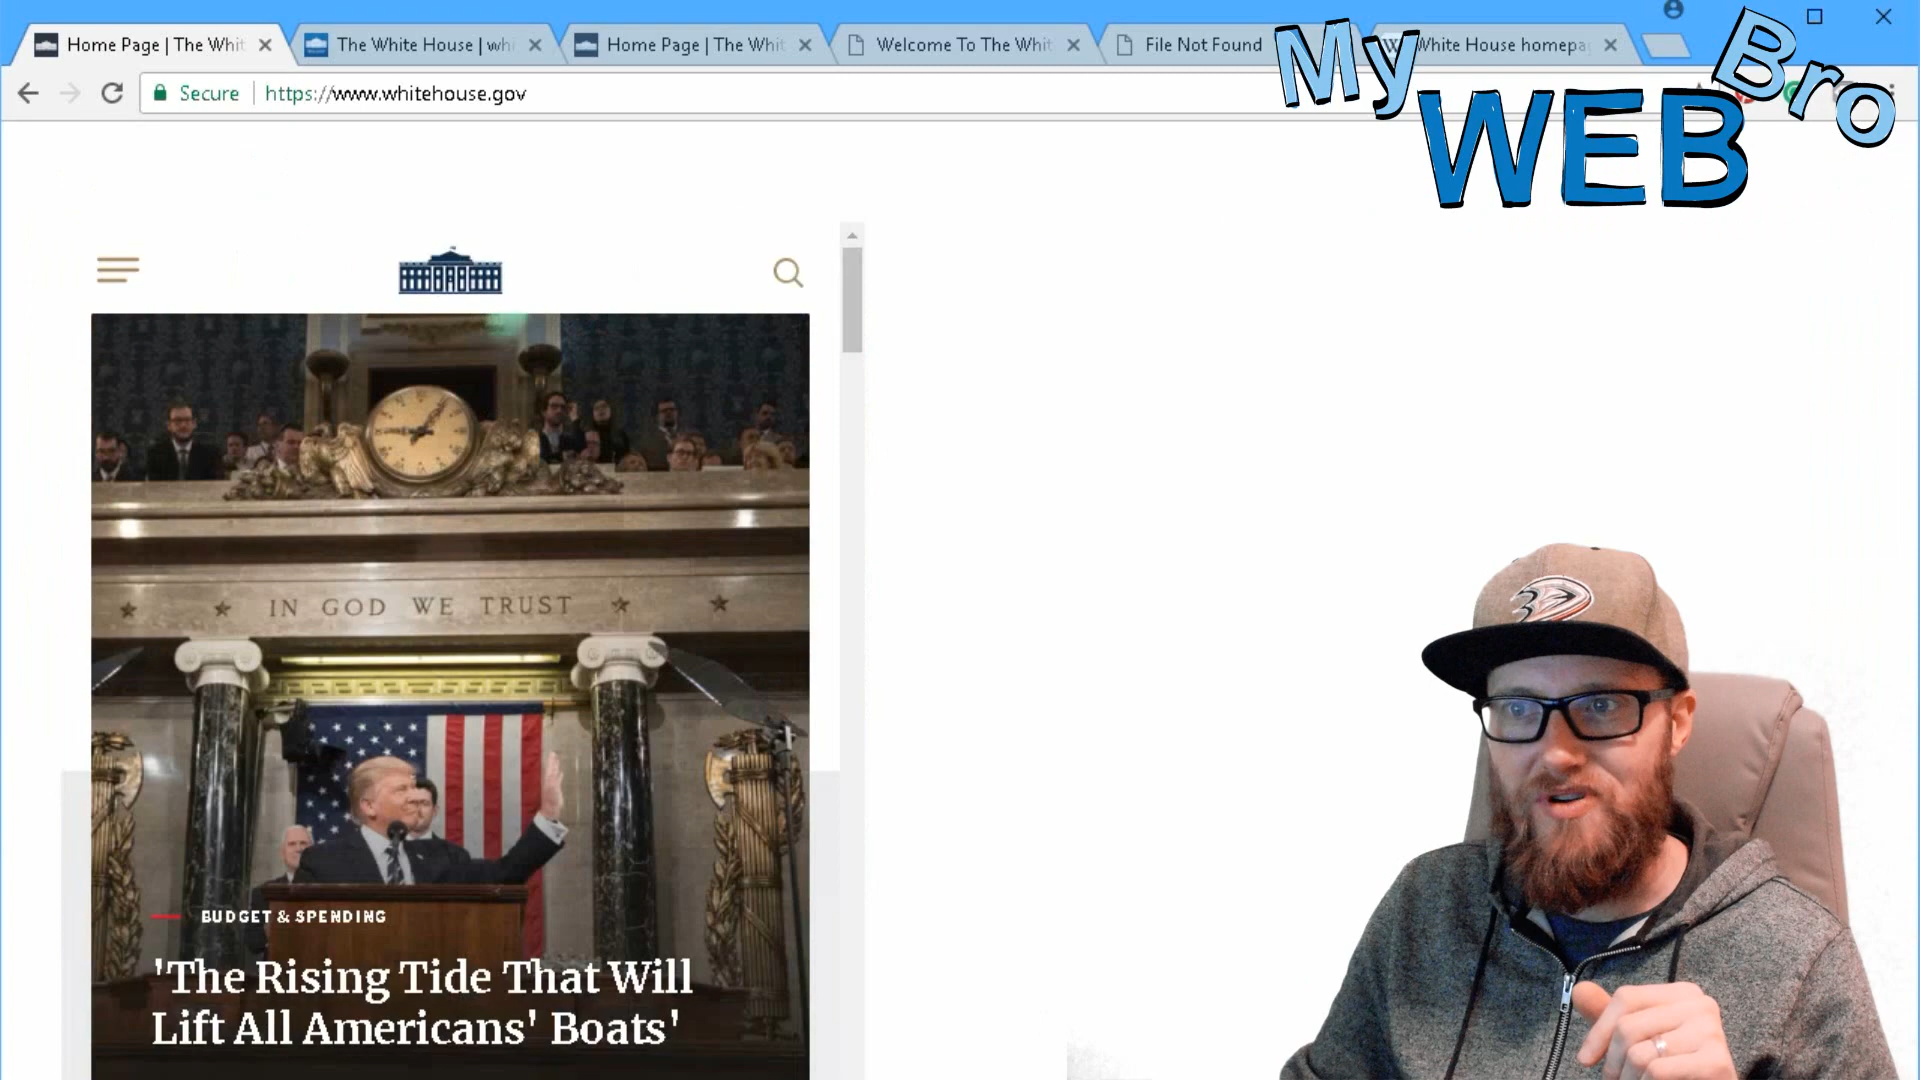 Home Page | The Whit
The White House | whi
Home Page | The Whit
Welcome To The Whit
File Not Found
White House homepa
Secure
https://www.whitehouse.gov
My
WEB
Bro
IN GOD WE TRUST
BUDGET & SPENDING
'The Rising Tide That Will
Lift All Americans' Boats'